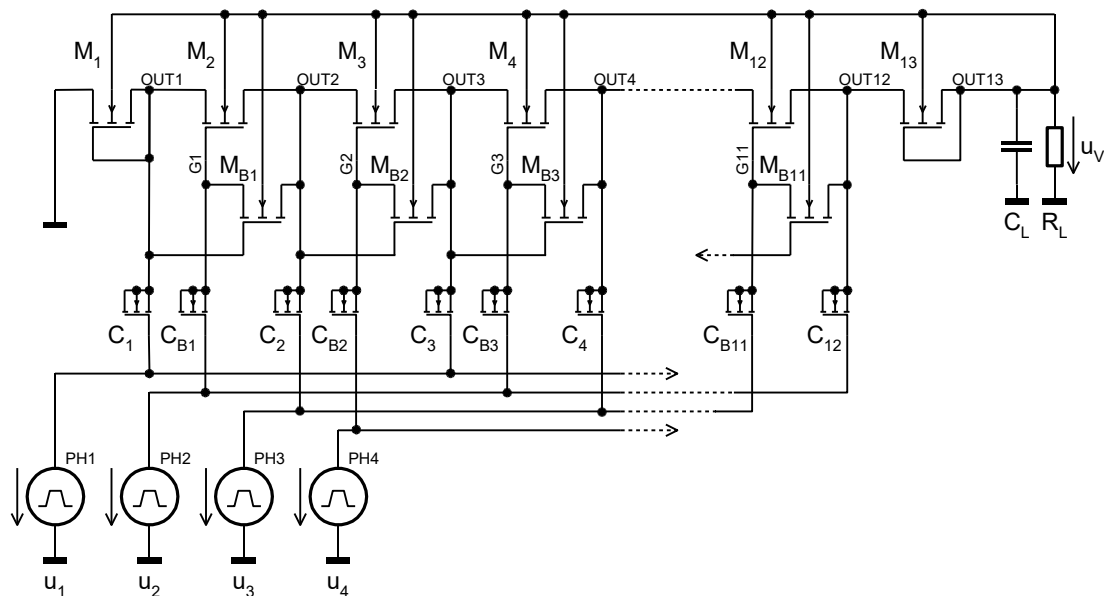 M1 M2 M3 M4 M12 M13
OUT1 OUT2 OUT3 OUT4 OUT12 OUT13
G1 MB1 G2 MB2 G3 MB3 G11 MB11
uV
CL RL
C1 CB1 C2 CB2 C3 CB3 C4 CB11 C12
PH1 PH2 PH3 PH4
u1 u2 u3 u4